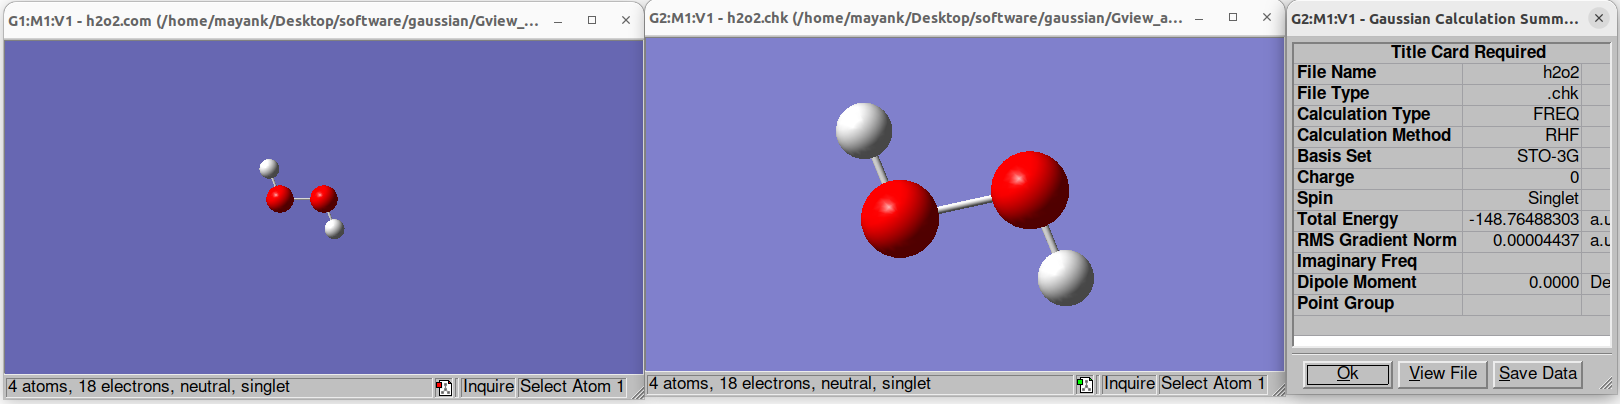 G1:M1:V1 - h2o2.com (/home/mayank/Desktop/software/gaussian/Gview_...
4 atoms, 18 electrons, neutral, singlet
Inquire
Select Atom 1
G2:M1:V1 - h2o2.chk (/home/mayank/Desktop/software/gaussian/Gview_a...
4 atoms, 18 electrons, neutral, singlet
Inquire
Select Atom 1
G2:M1:V1 - Gaussian Calculation Summ...
Title Card Required
File Name h2o2
File Type .chk
Calculation Type FREQ
Calculation Method RHF
Basis Set STO-3G
Charge 0
Spin Singlet
Total Energy -148.76488303 a.u
RMS Gradient Norm 0.00004437 a.u
Imaginary Freq
Dipole Moment 0.0000 De
Point Group
Ok View File Save Data